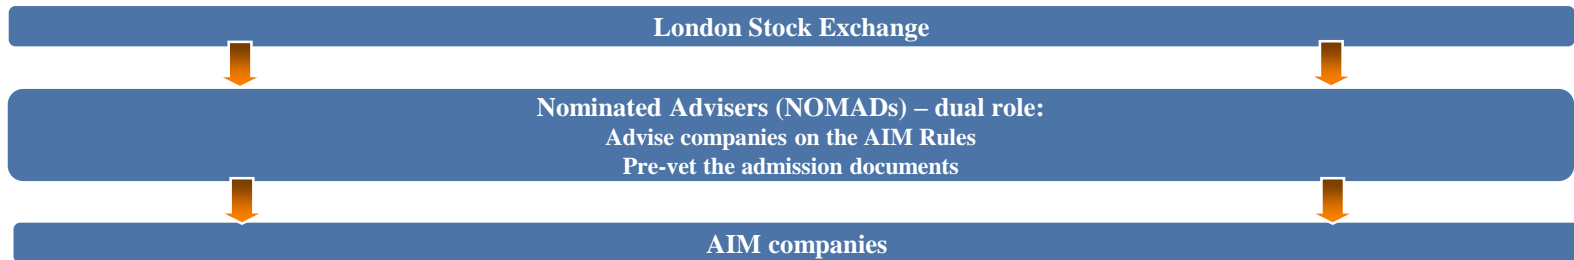 London Stock Exchange
Nominated Advisers (NOMADs) – dual role:
Advise companies on the AIM Rules
Pre-vet the admission documents
AIM companies